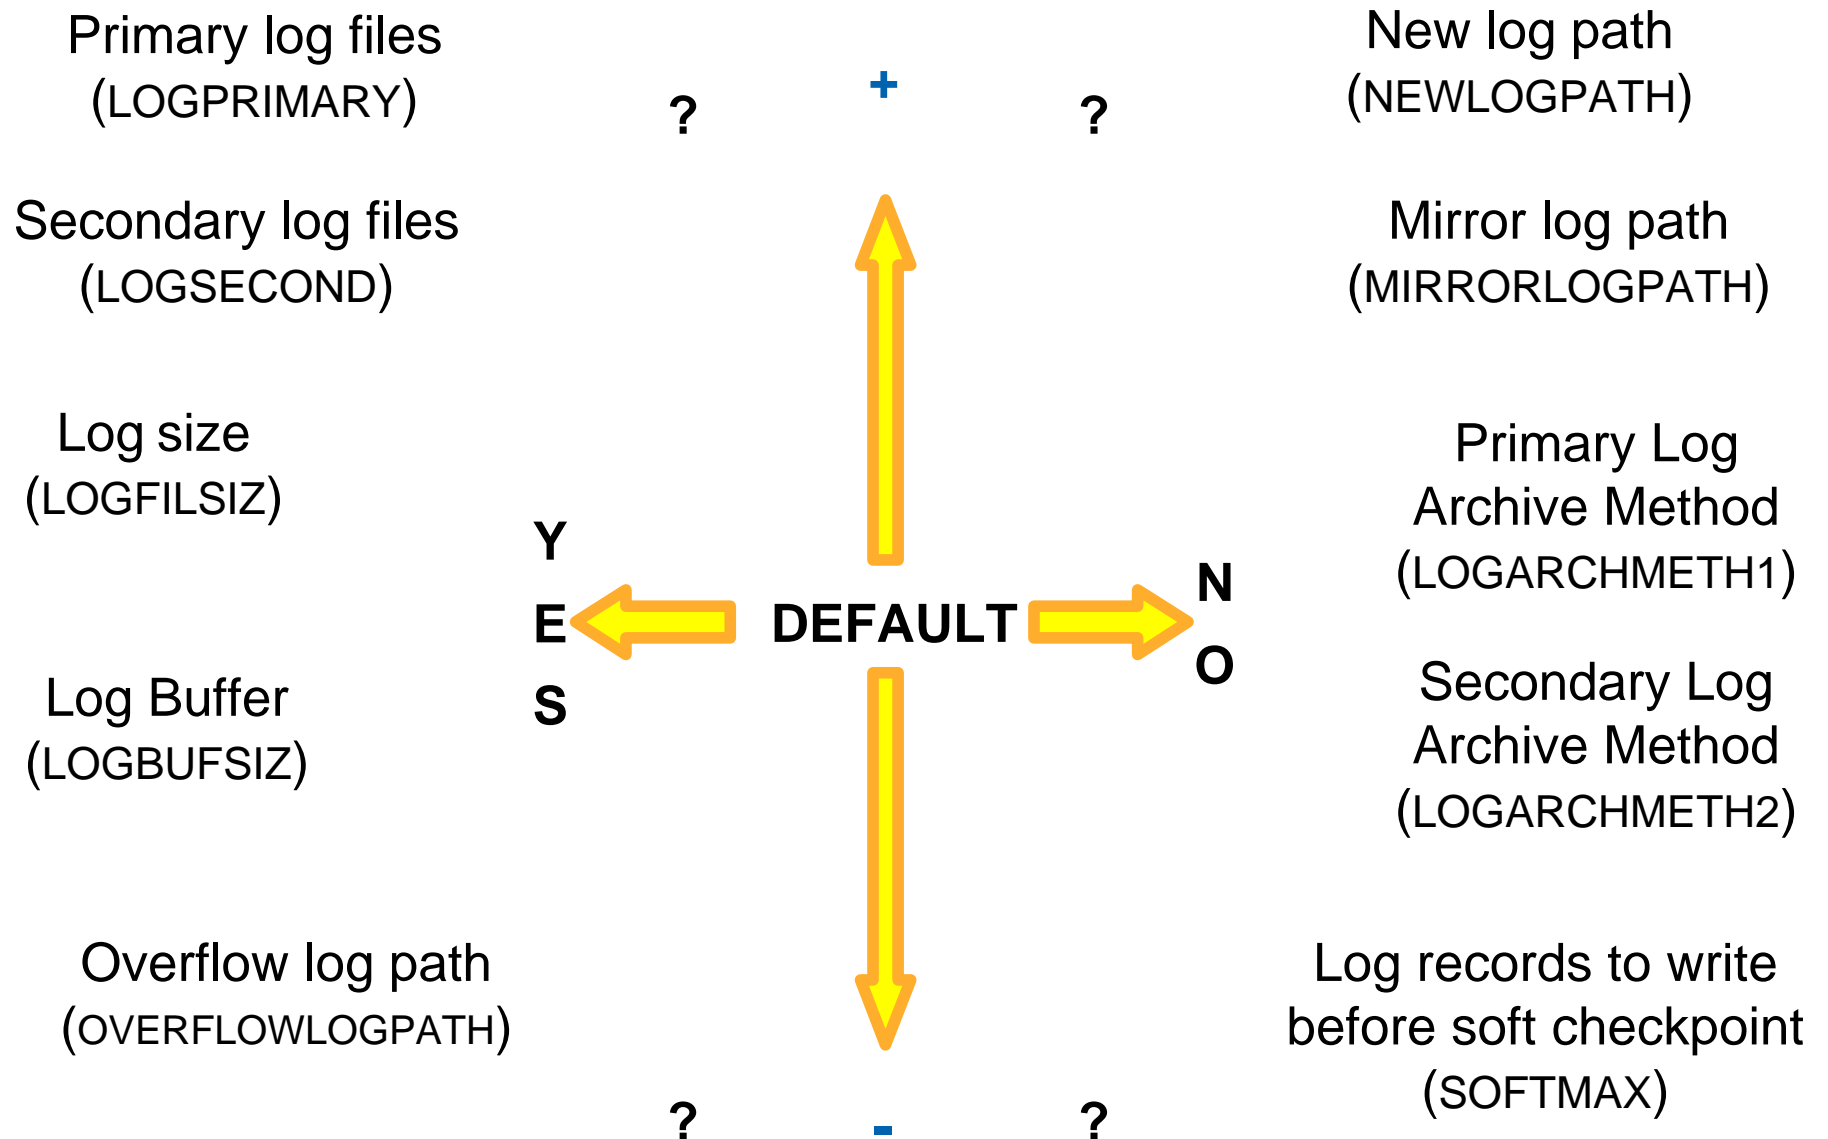 Primary log files
(LOGPRIMARY)
Secondary log files
(LOGSECOND)
Log size
(LOGFILSIZ)
Log Buffer
(LOGBUFSIZ)
Overflow log path
(OVERFLOWLOGPATH)
? + ?
Y
E
S
DEFAULT
N
O
? - ?
New log path
(NEWLOGPATH)
Mirror log path
(MIRRORLOGPATH)
Primary Log
Archive Method
(LOGARCHMETH1)
Secondary Log
Archive Method
(LOGARCHMETH2)
Log records to write
before soft checkpoint
(SOFTMAX)